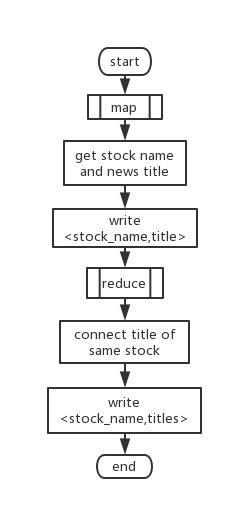 start
map
get stock name
and news title
write
<stock_name,title>
reduce
connect title of
same stock
write
<stock_name,titles>
end